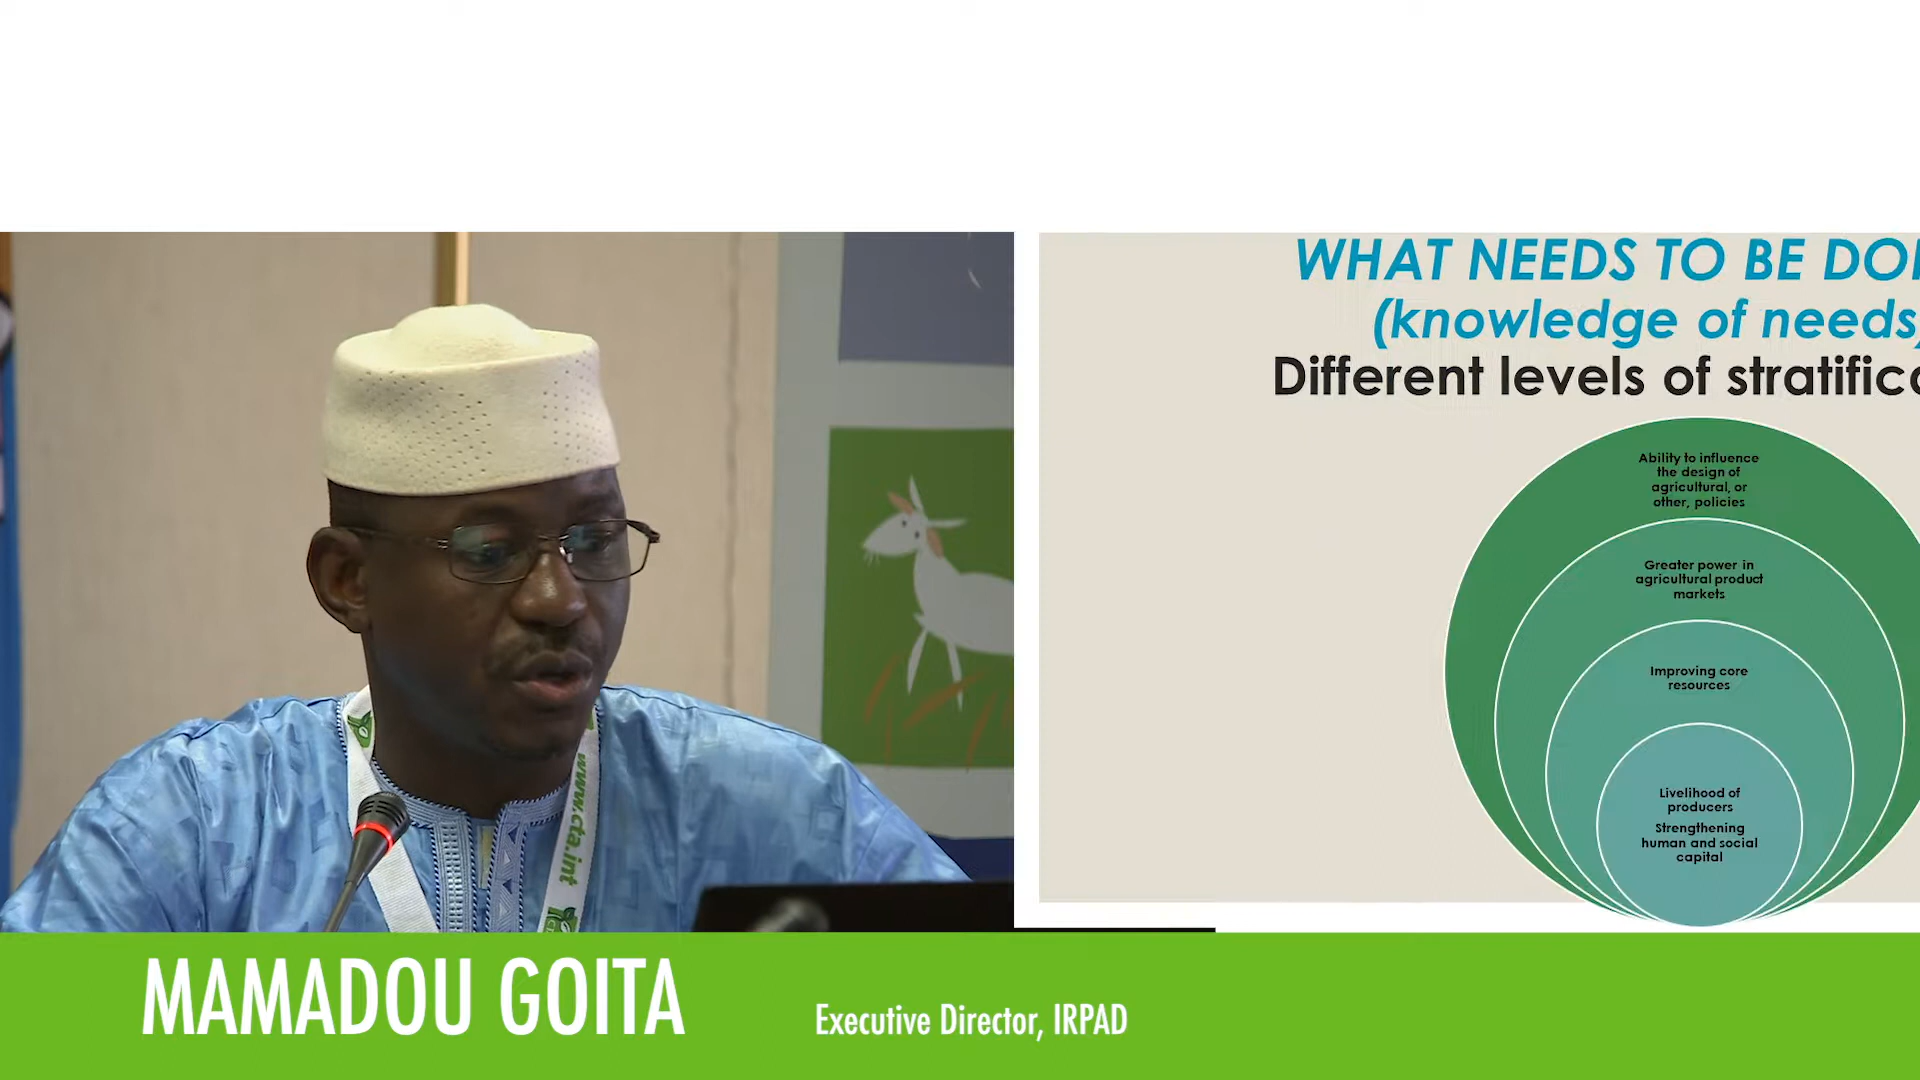 WHAT NEEDS TO BE
(knowledge of needs)
Different levels of
Ability to influence
the design of
agricultural, or
other, policies
Greater power in
agricultural product
markets
Improving core
resources
Livelihood of
producers
Strengthening
human and social
capital
www.cta.int
MAMADOU GOITA
Executive Director, IRPAD